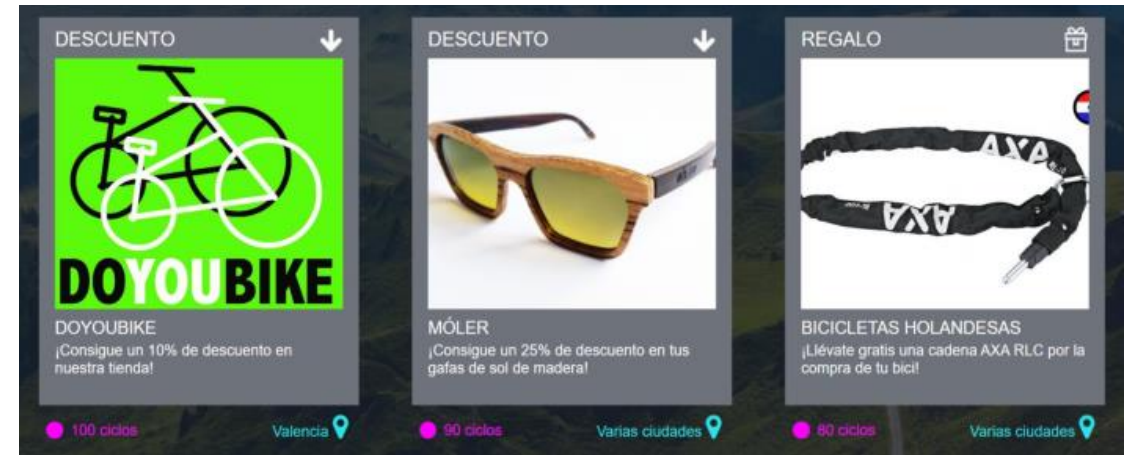 DESCUENTO
DOYOUBIKE
DOYOUBIKE
¡Consigue un 10% de descuento en
nuestra tienda!
100 ciclos
Valencia
DESCUENTO
MÓLER
¡Consigue un 25% de descuento en tus
gafas de sol de madera!
90 ciclos
Varias ciudades
REGALO
AXA
AXA
BICICLETAS HOLANDESAS
¡Llévate gratis una cadena AXA RLC por la
compra de tu bici!
80 ciclos
Varias ciudades